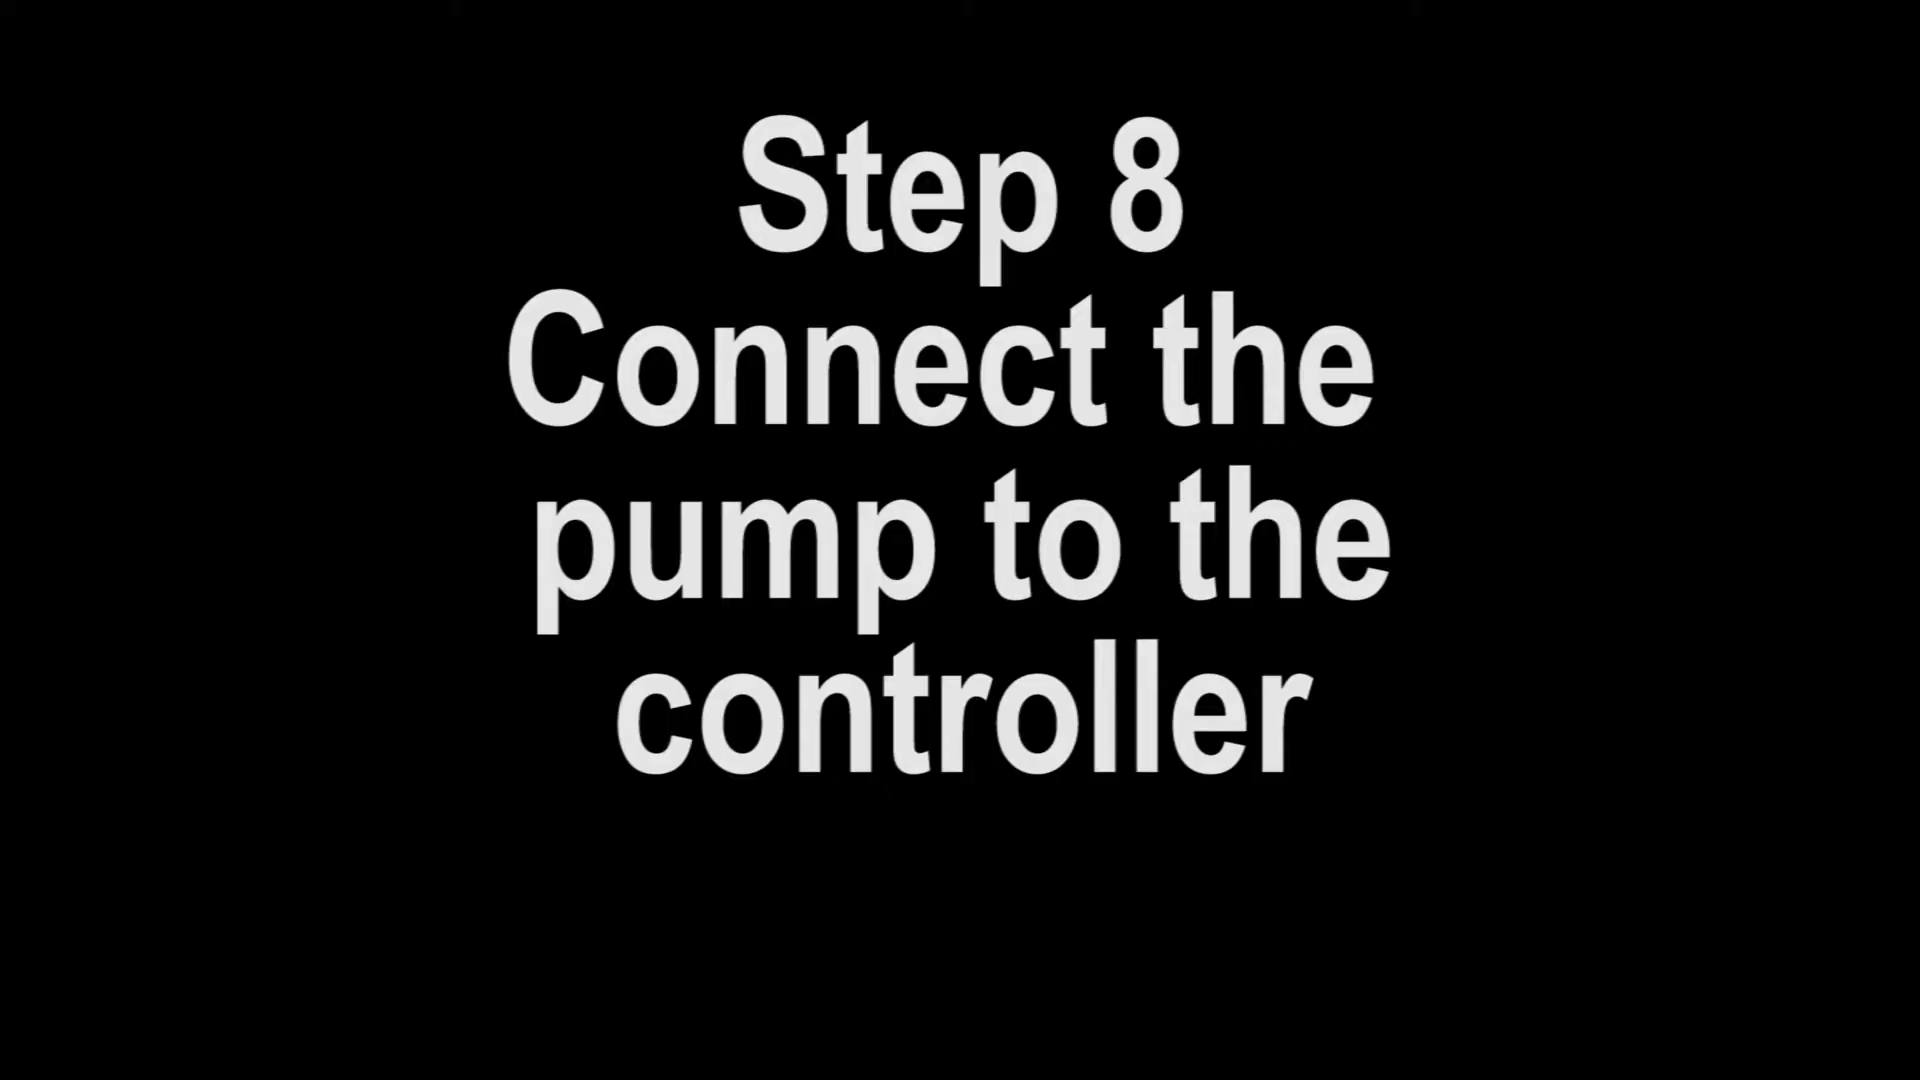 Step 8
Connect the
pump to the
controller